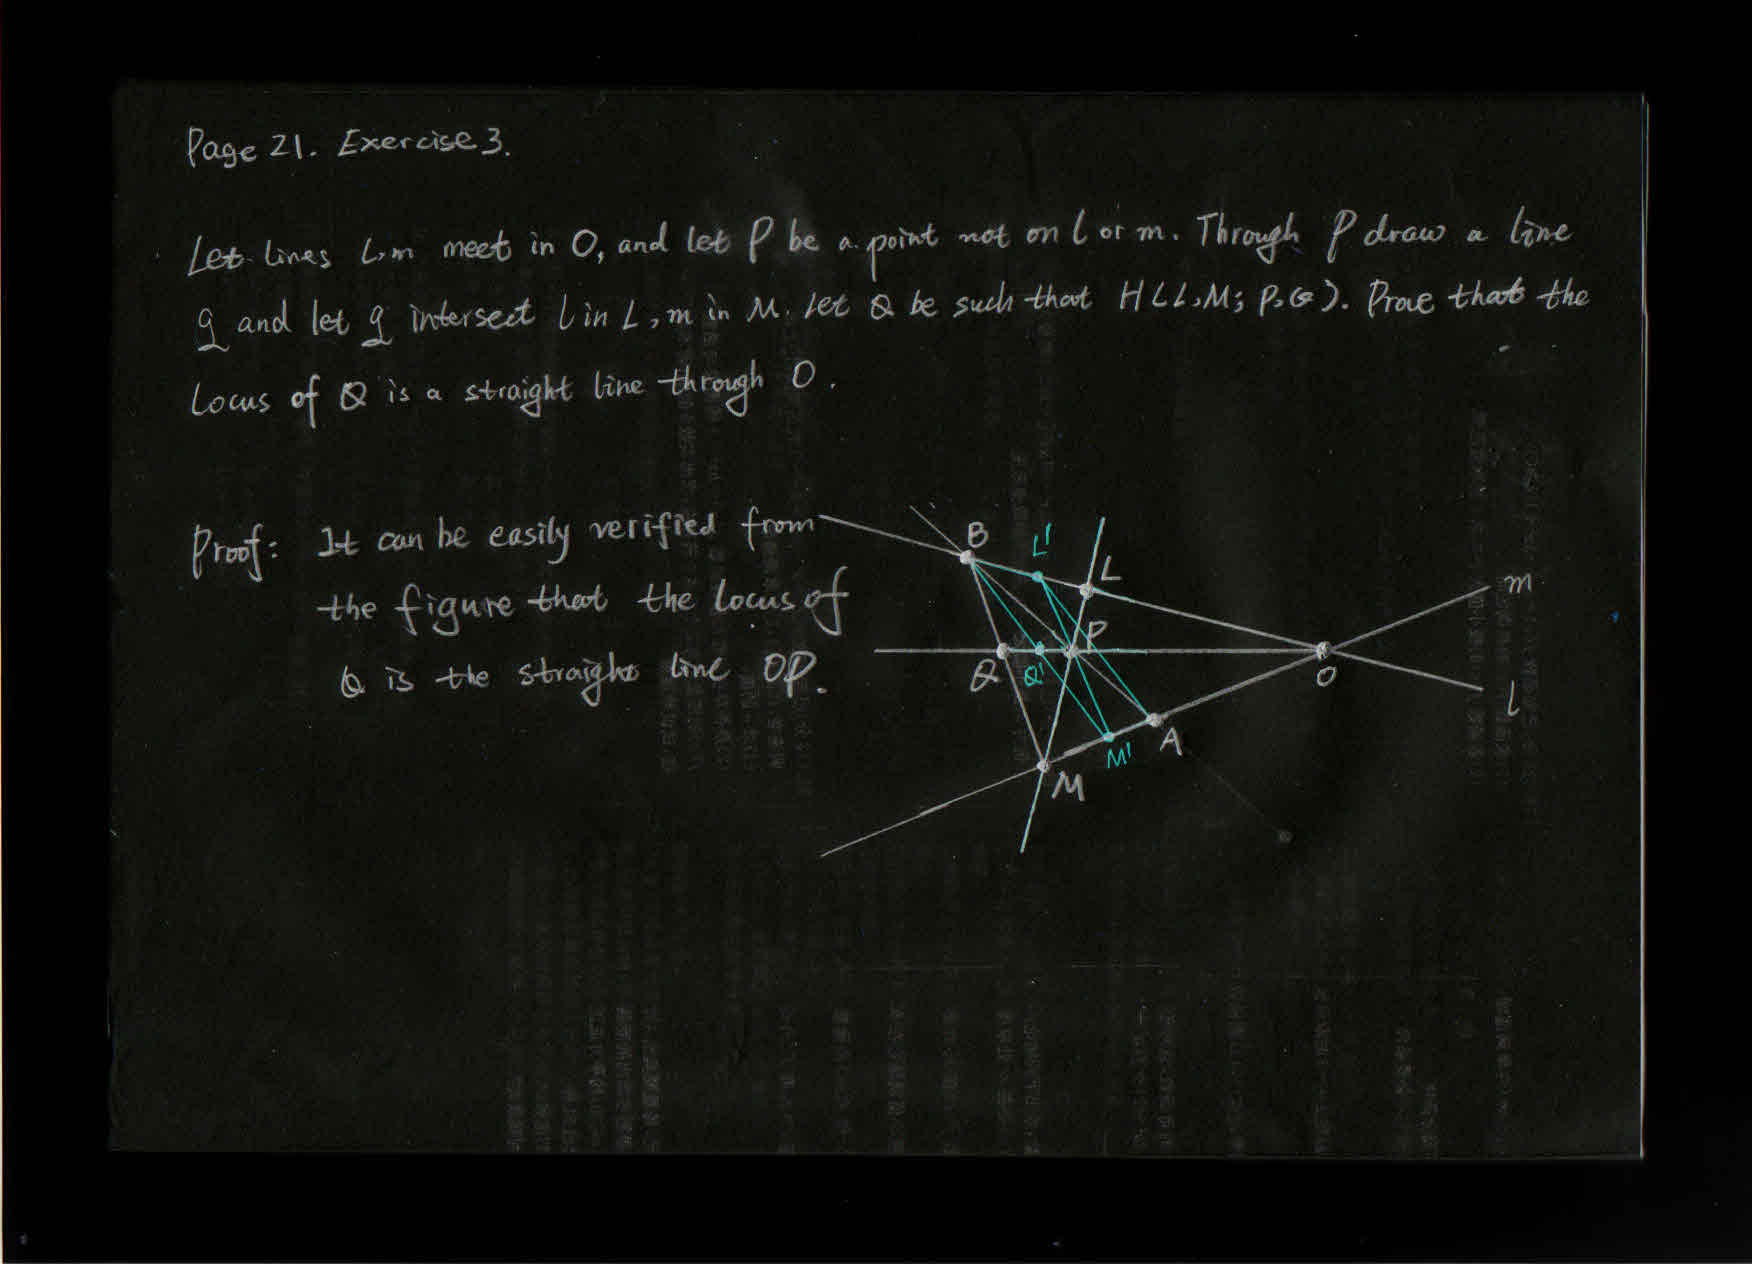 Page 21. Exercise 3.
Let lines l, m meet in O, and let P be a point not on l or m. Through P draw a line
q and let q intersect l in L, m in M. Let Q be such that H(L, M; P, Q). Prove that the
locus of Q is a straight line through O.
Proof: It can be easily verified from
the figure that the locus of
Q is the straight line OP.
B
L'
L
m
P
Q
Q'
O
l
M'
A
M